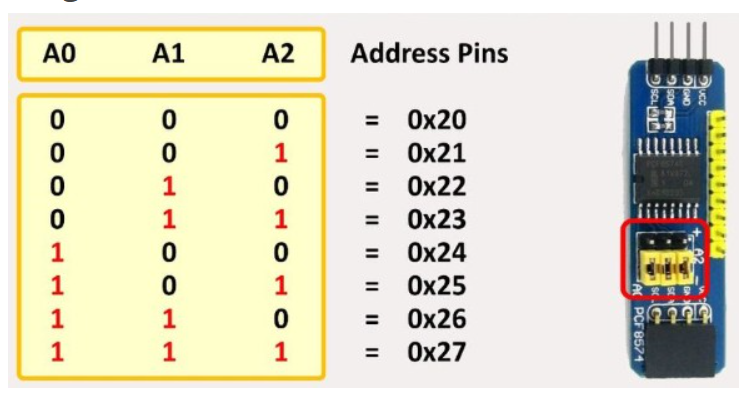 A0 A1 A2 Address Pins
0 0 0 = 0x20
0 0 1 = 0x21
0 1 0 = 0x22
0 1 1 = 0x23
1 0 0 = 0x24
1 0 1 = 0x25
1 1 0 = 0x26
1 1 1 = 0x27
SCL SDA GND VCC
+ A2 -
A0 PCF8574